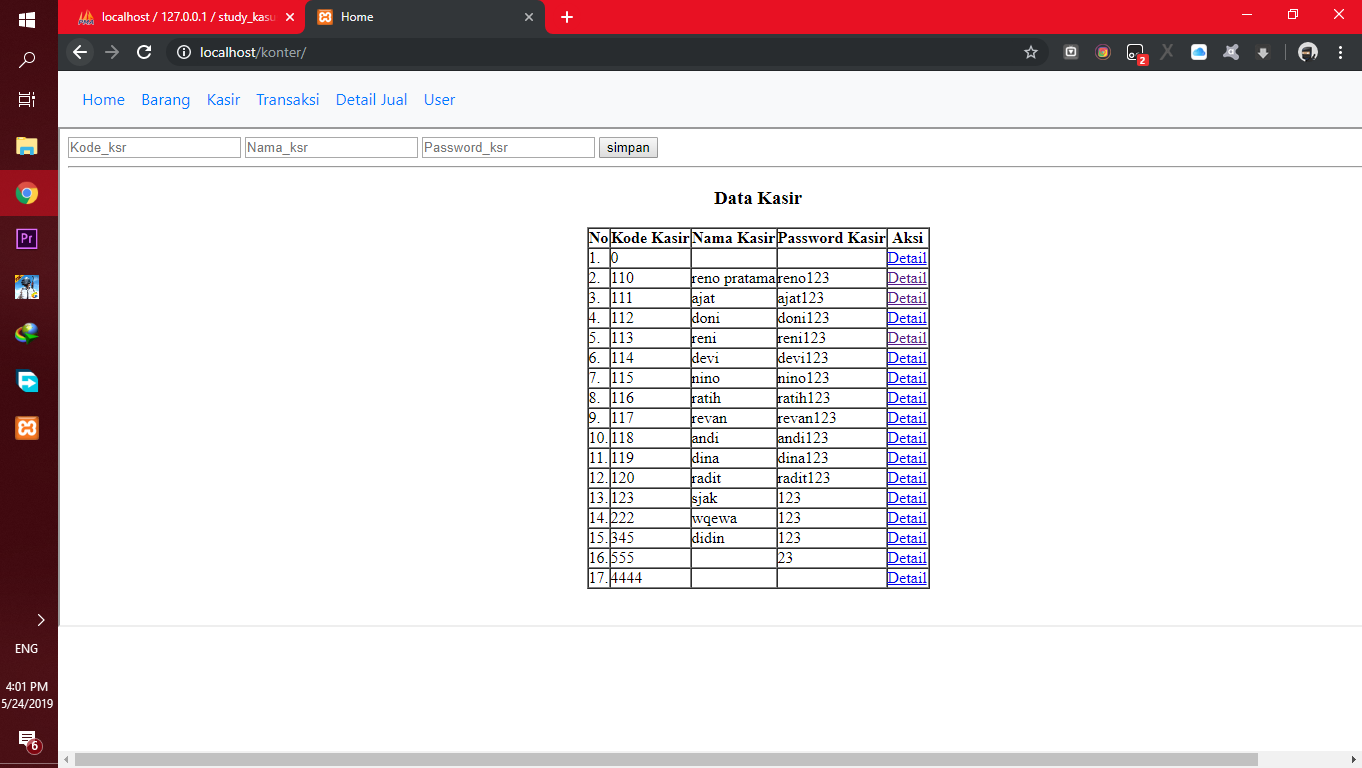 localhost / 127.0.0.1 / study_kasu
Home
localhost/konter/
2
Home Barang Kasir Transaksi Detail Jual User
Kode_ksr Nama_ksr Password_ksr simpan
Data Kasir
No Kode Kasir Nama Kasir Password Kasir Aksi
1. 0 Detail
2. 110 reno pratama reno123 Detail
3. 111 ajat ajat123 Detail
4. 112 doni doni123 Detail
5. 113 reni reni123 Detail
6. 114 devi devi123 Detail
7. 115 nino nino123 Detail
8. 116 ratih ratih123 Detail
9. 117 revan revan123 Detail
10. 118 andi andi123 Detail
11. 119 dina dina123 Detail
12. 120 radit radit123 Detail
13. 123 sjak 123 Detail
14. 222 wqewa 123 Detail
15. 345 didin 123 Detail
16. 555 23 Detail
17. 4444 Detail
Pr
ENG
4:01 PM
5/24/2019
6